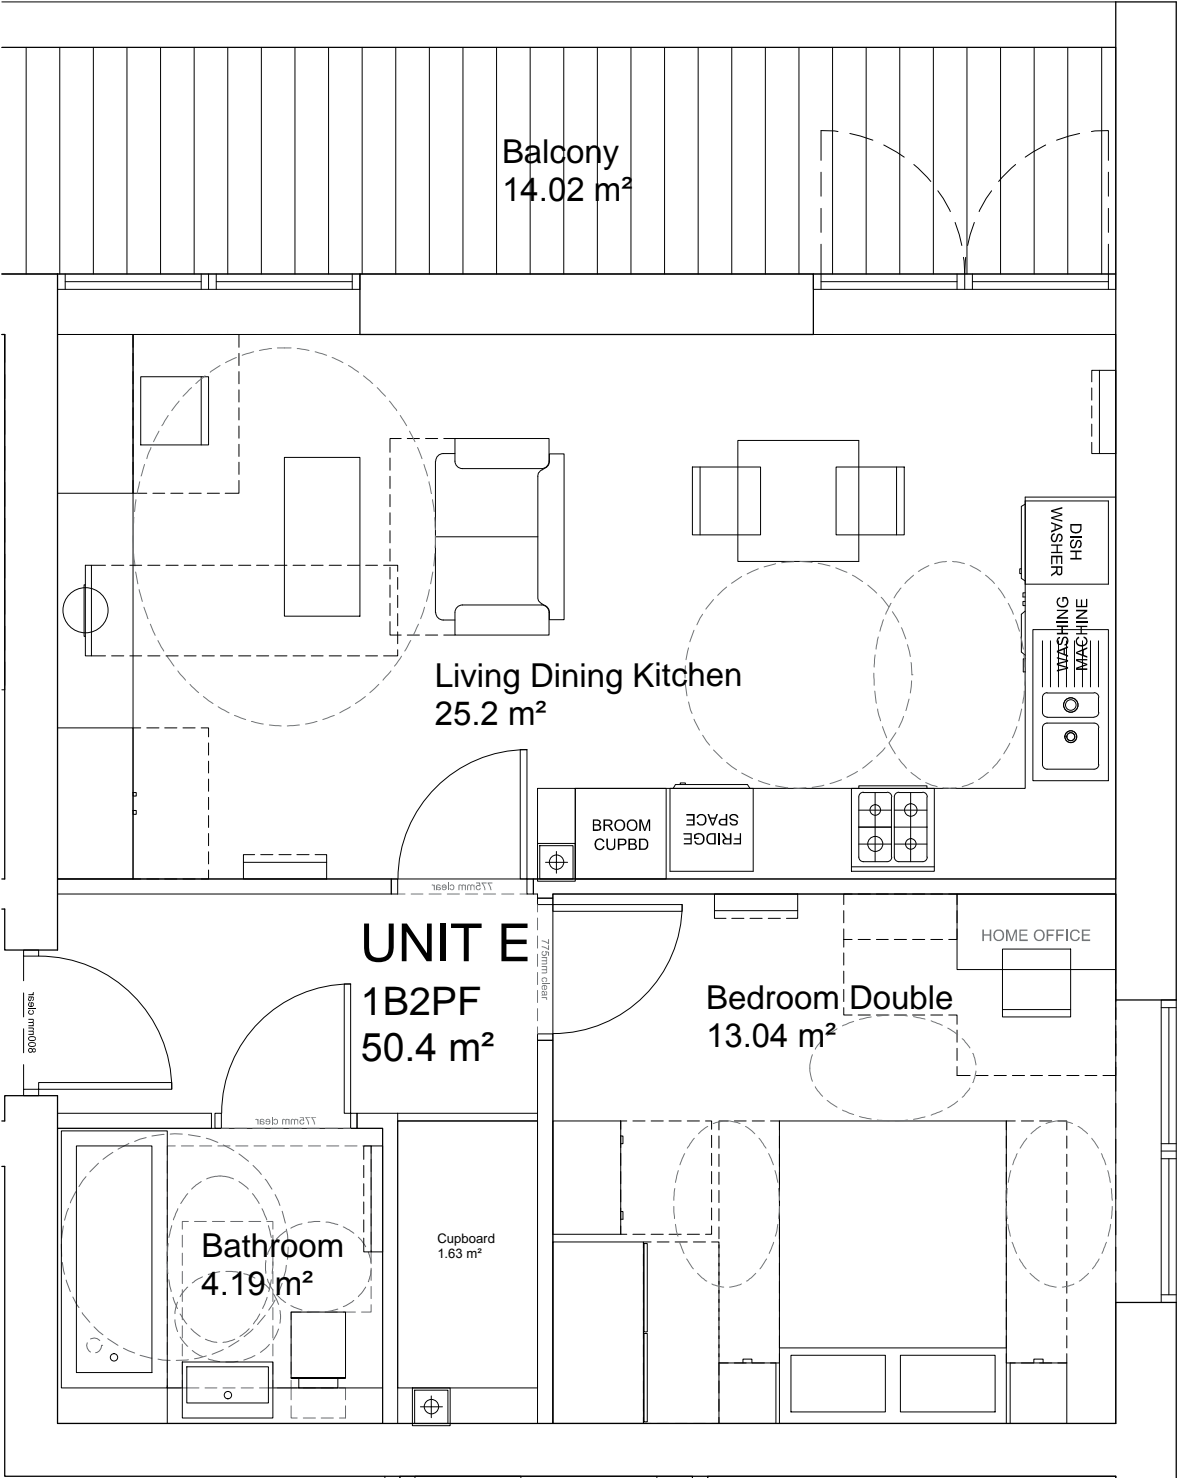 Balcony
14.02 m²
DISH
WASHER
WASHING
MACHINE
Living Dining Kitchen
25.2 m²
BROOM
CUPBD
FRIDGE
SPACE
775mm clear
UNIT E
1B2PF
50.4 m²
775mm clear
HOME OFFICE
Bedroom Double
13.04 m²
800mm clear
775mm clear
Bathroom
4.19 m²
Cupboard
1.63 m²